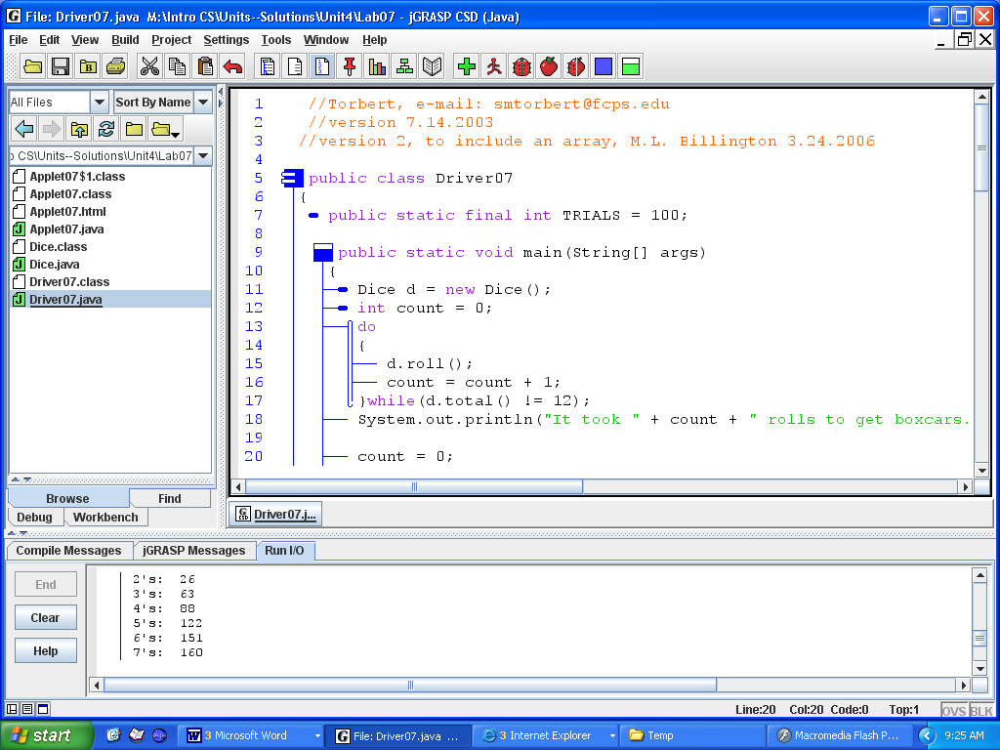 File: Driver07.java  M:\Intro CS\Units--Solutions\Unit4\Lab07 - jGRASP CSD (Java)
File Edit View Build Project Settings Tools Window Help
All Files Sort By Name
CS\Units--Solutions\Unit4\Lab07
Applet07$1.class
Applet07.class
Applet07.html
Applet07.java
Dice.class
Dice.java
Driver07.class
Driver07.java
Browse Find
Debug Workbench
1 //Torbert, e-mail: smtorbert@fcps.edu
2 //version 7.14.2003
3 //version 2, to include an array, M.L. Billington 3.24.2006
4
5 public class Driver07
6 {
7 public static final int TRIALS = 100;
8
9 public static void main(String[] args)
10 {
11 Dice d = new Dice();
12 int count = 0;
13 do
14 {
15 d.roll();
16 count = count + 1;
17 }while(d.total() != 12);
18 System.out.println("It took " + count + " rolls to get boxcars.
19
20 count = 0;
Driver07.j...
Compile Messages jGRASP Messages Run I/O
End
Clear
Help
2's: 26
3's: 63
4's: 88
5's: 122
6's: 151
7's: 160
Line:20 Col:20 Code:0 Top:1 OVS BLK
start 3 Microsoft Word File: Driver07.java ... 3 Internet Explorer Temp Macromedia Flash P... 9:25 AM